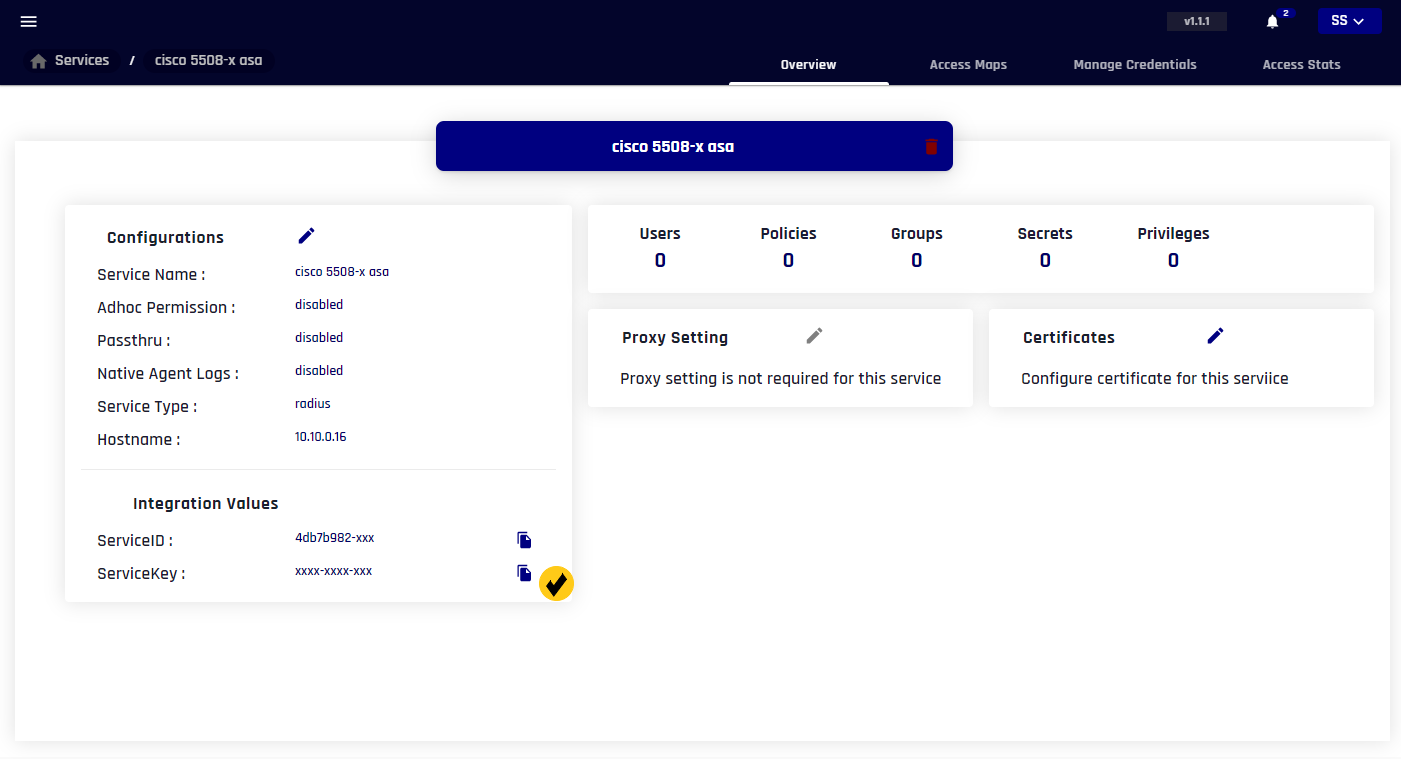 v1.1.1
2
SS
Services / cisco 5508-x asa
Overview
Access Maps
Manage Credentials
Access Stats
cisco 5508-x asa
Configurations
Service Name : cisco 5508-x asa
Adhoc Permission : disabled
Passthru : disabled
Native Agent Logs : disabled
Service Type : radius
Hostname : 10.10.0.16
Integration Values
ServiceID : 4db7b982-xxx
ServiceKey : xxxx-xxxx-xxx
Users Policies Groups Secrets Privileges
0 0 0 0 0
Proxy Setting
Proxy setting is not required for this service
Certificates
Configure certificate for this serviice